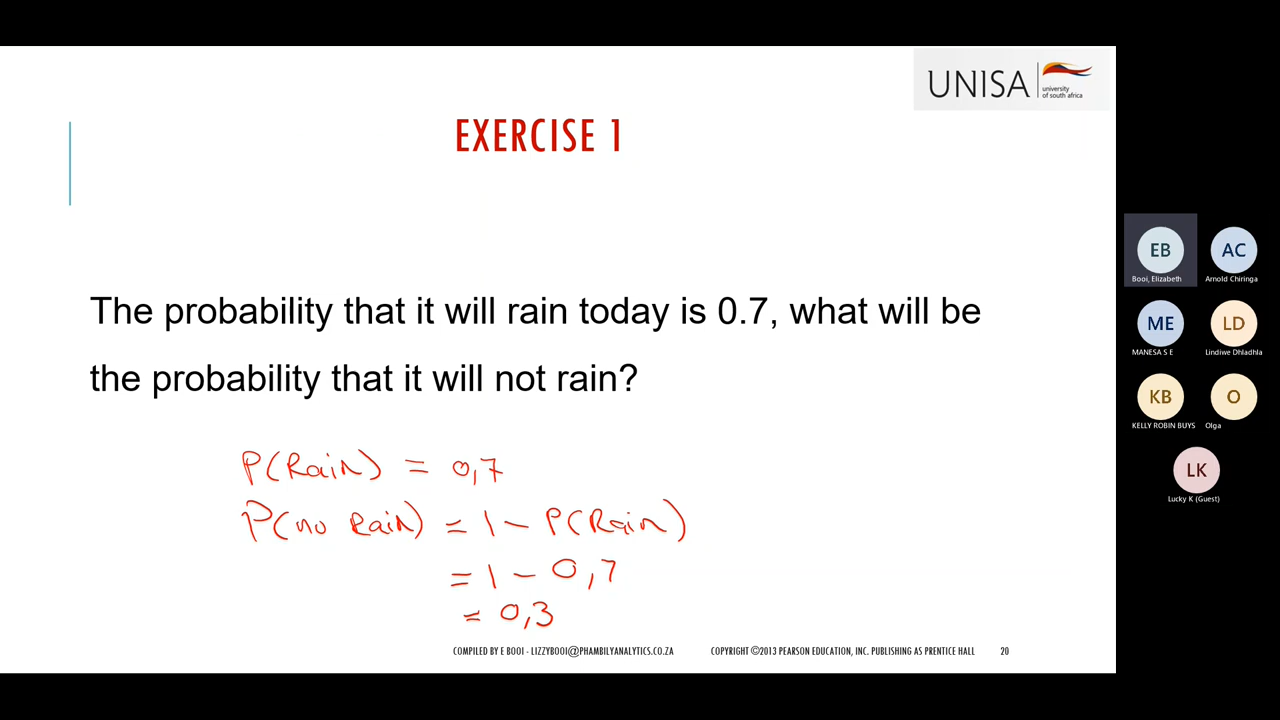 UNISA
university
of south africa
EXERCISE 1
The probability that it will rain today is 0.7, what will be
the probability that it will not rain?
P(Rain) = 0,7
P(no Rain) = 1 - P(Rain)
= 1 - 0,7
= 0,3
COMPILED BY E BOOI - LIZZYBOOI@PHAMBILYANALYTICS.CO.ZA COPYRIGHT ©2013 PEARSON EDUCATION, INC. PUBLISHING AS PRENTICE HALL 20
EB AC
Booi, Elizabeth Arnold Chiringa
ME LD
MANESA S E Lindiwe Dhladhla
KB O
KELLY ROBIN BUYS Olga
LK
Lucky K (Guest)